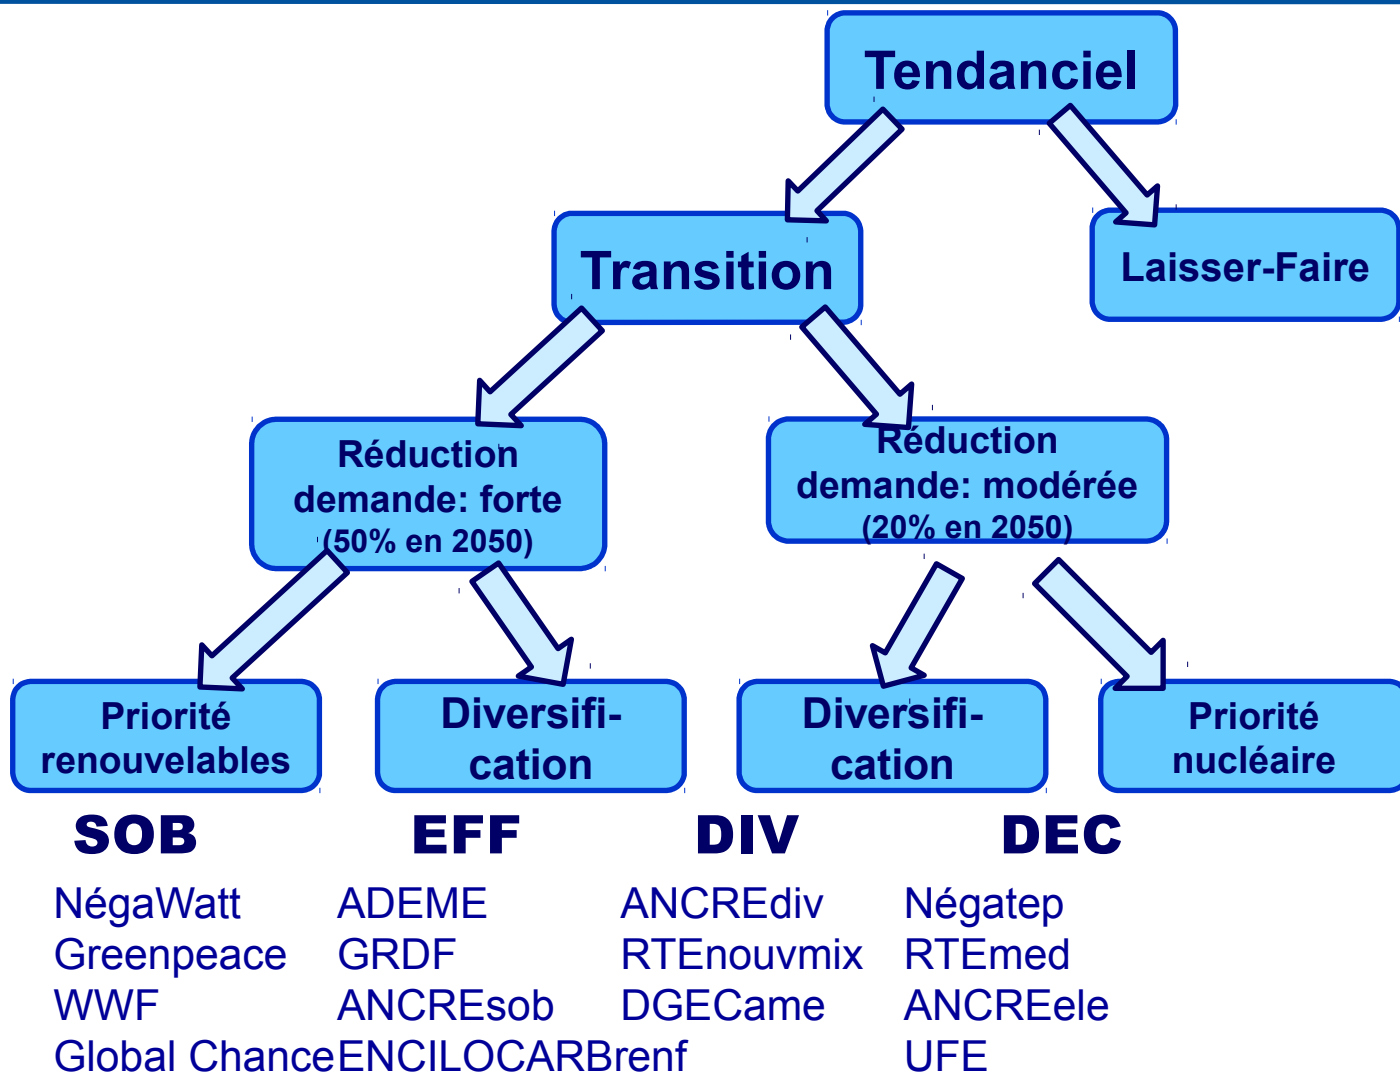 Tendanciel
Transition
Laisser-Faire
Réduction
demande: forte
(50% en 2050)
Réduction
demande: modérée
(20% en 2050)
Priorité
renouvelables
Diversifi-
cation
Diversifi-
cation
Priorité
nucléaire
SOB
EFF
DIV
DEC
NégaWatt
ADEME
ANCREdiv
Négatep
Greenpeace
GRDF
RTEnouvmix
RTEmed
WWF
ANCREsob
DGECame
ANCREele
Global Chance
ENCILOCARBrenf
UFE